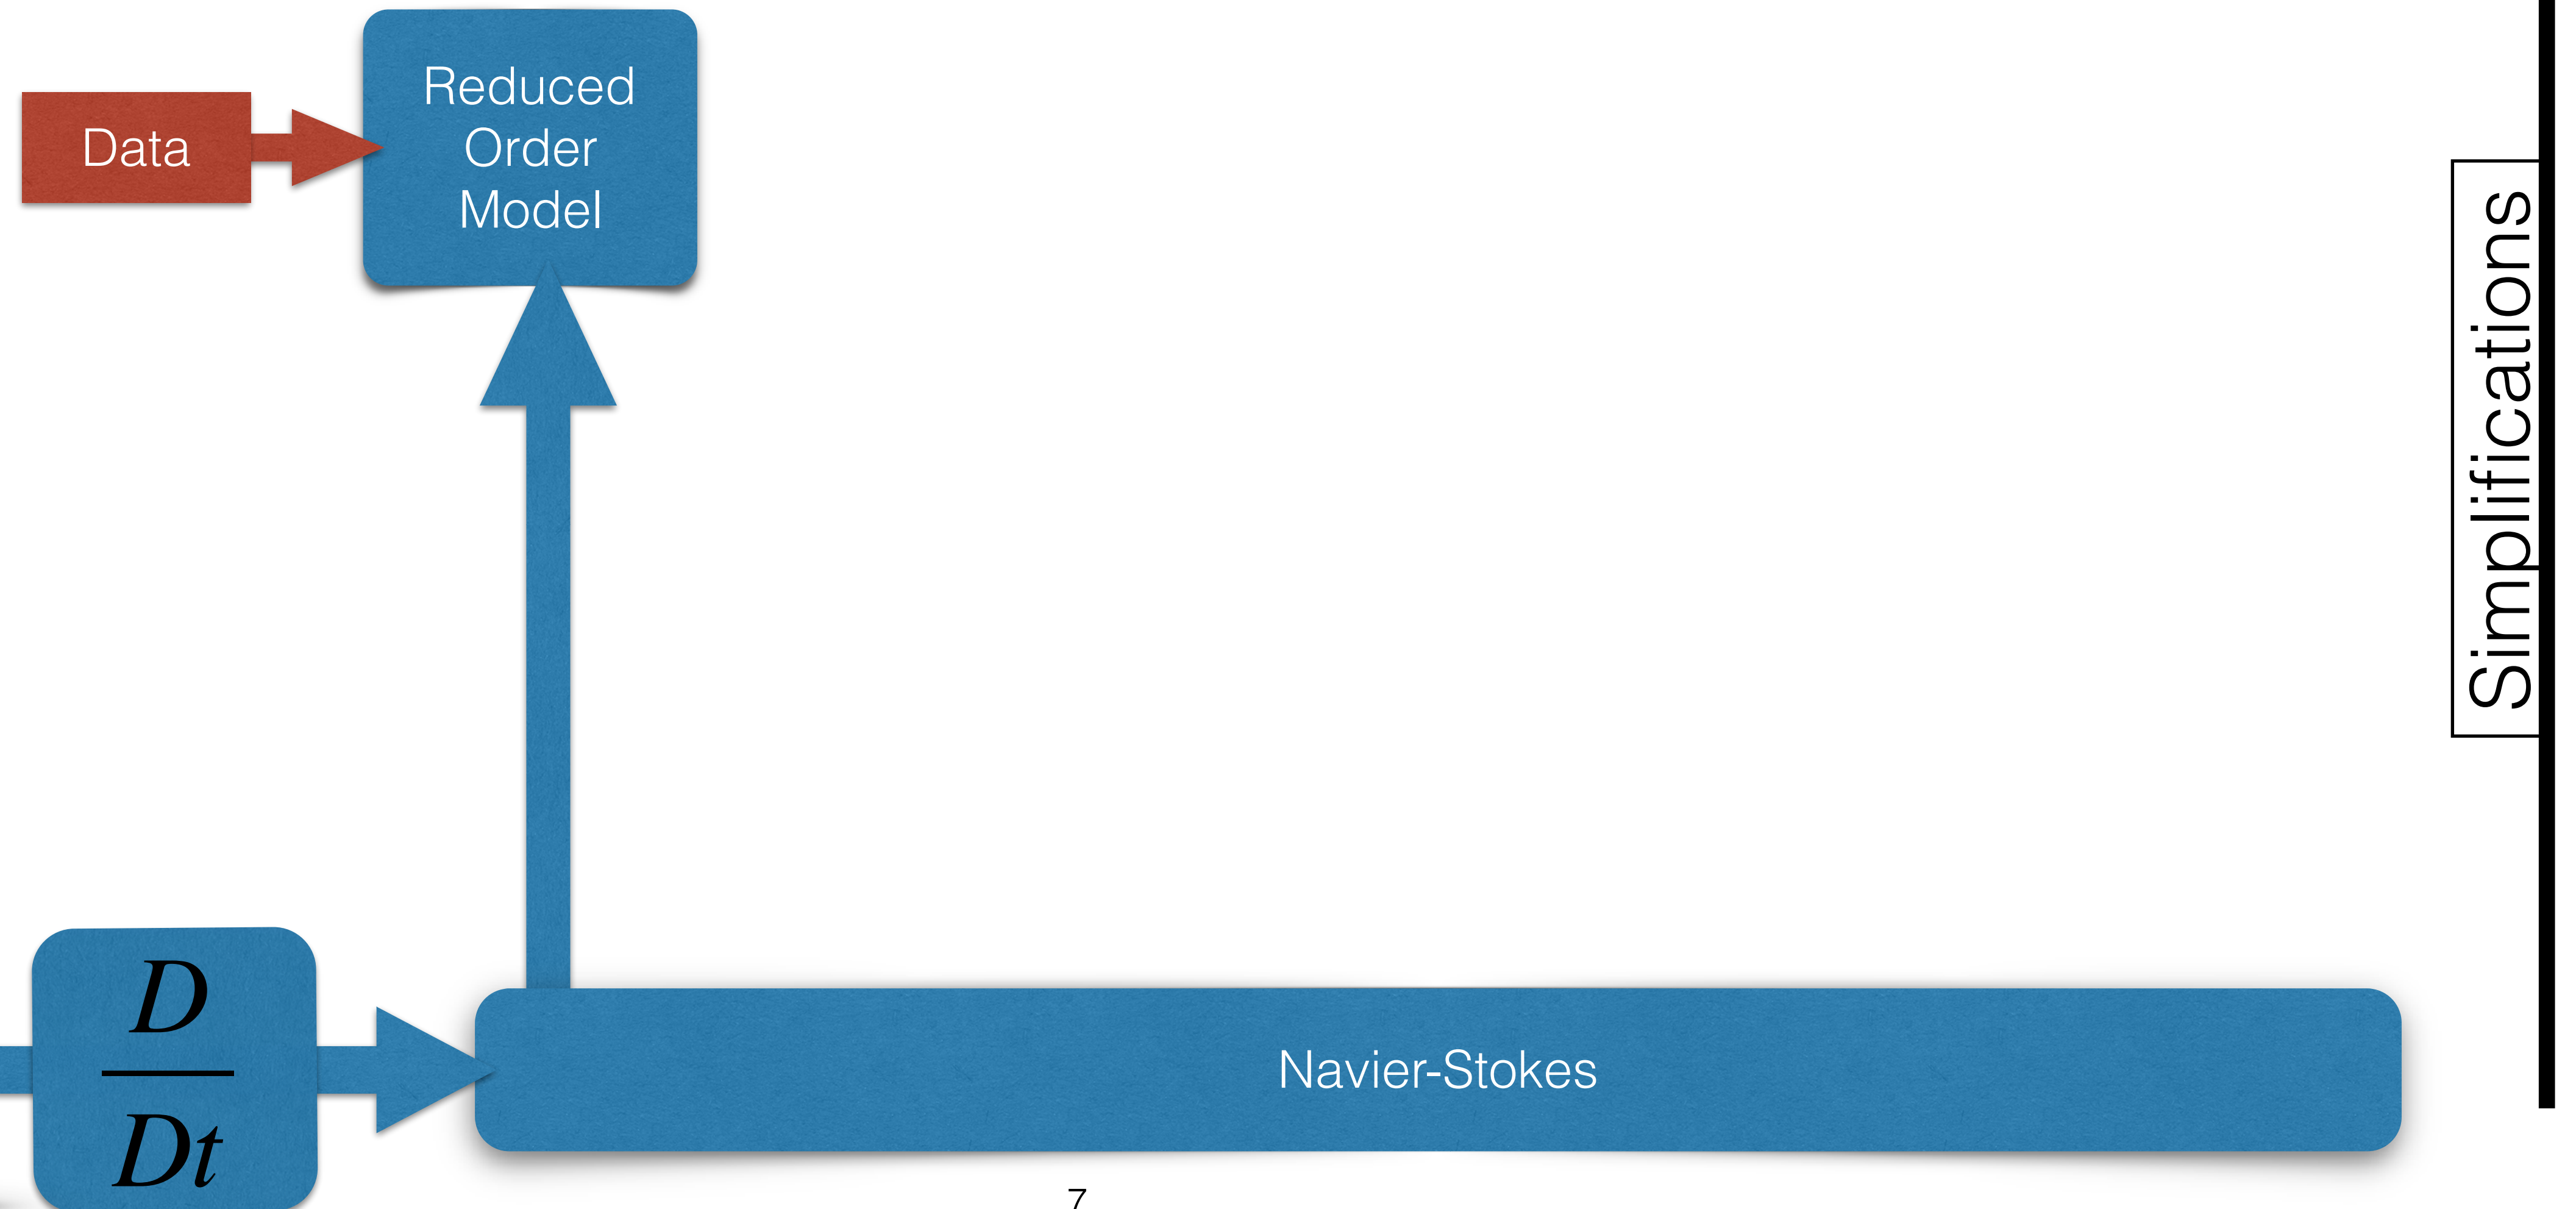 Reduced
Order
Model
Data
Simplifications
D
Dt
Navier-Stokes
7